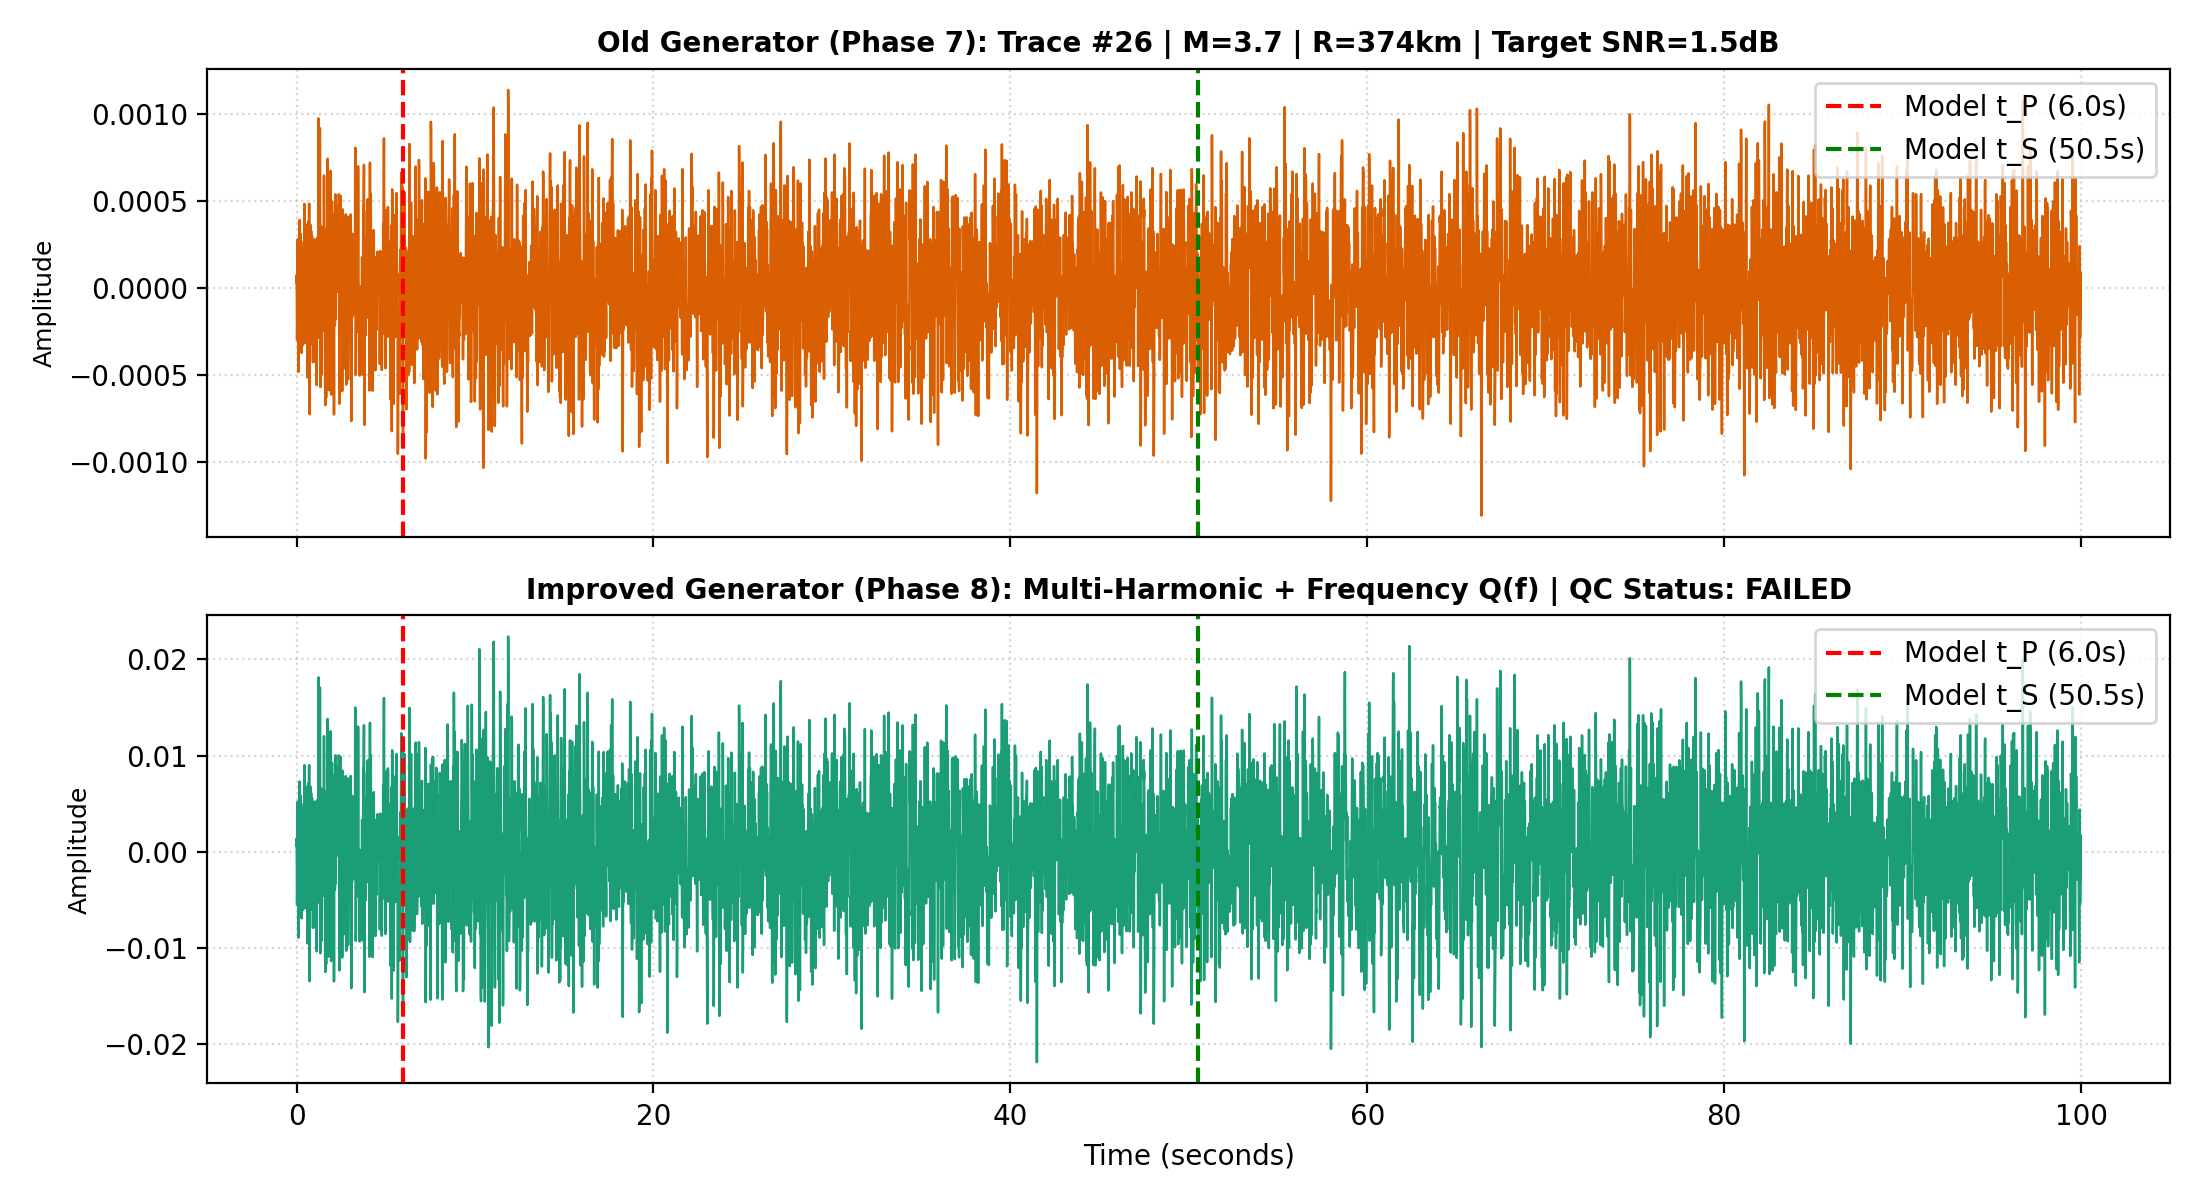 Old Generator (Phase 7): Trace #26 | M=3.7 | R=374km | Target SNR=1.5dB
Amplitude
0.0010
0.0005
0.0000
−0.0005
−0.0010
Model t_P (6.0s)
Model t_S (50.5s)
Improved Generator (Phase 8): Multi-Harmonic + Frequency Q(f) | QC Status: FAILED
Amplitude
0.02
0.01
0.00
−0.01
−0.02
Model t_P (6.0s)
Model t_S (50.5s)
0 20 40 60 80 100
Time (seconds)